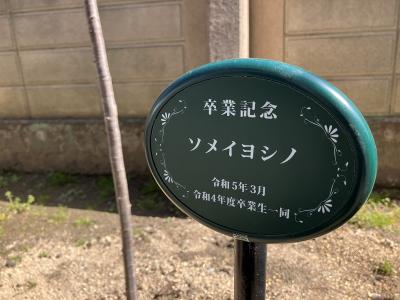 卒業記念
ソメイヨシノ
令和5年3月
令和4年度卒業生一同